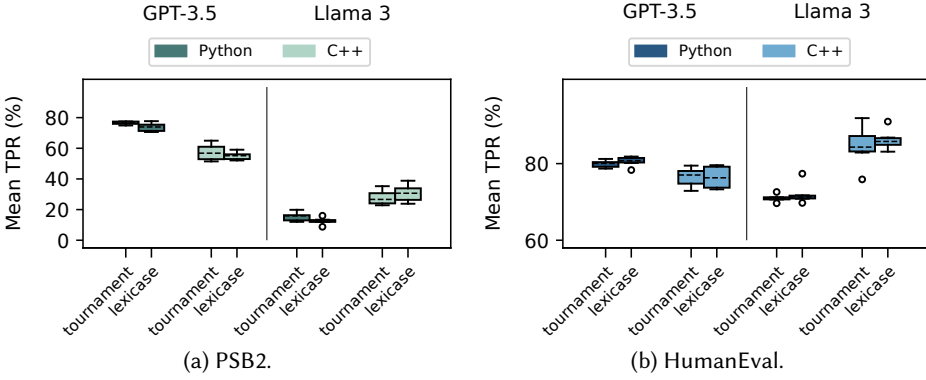 GPT-3.5 Llama 3
Python C++
Mean TPR (%)
80
60
40
20
0
tournament
lexicase
tournament
lexicase
tournament
lexicase
tournament
lexicase
(a) PSB2.
GPT-3.5 Llama 3
Python C++
Mean TPR (%)
80
60
tournament
lexicase
tournament
lexicase
tournament
lexicase
tournament
lexicase
(b) HumanEval.